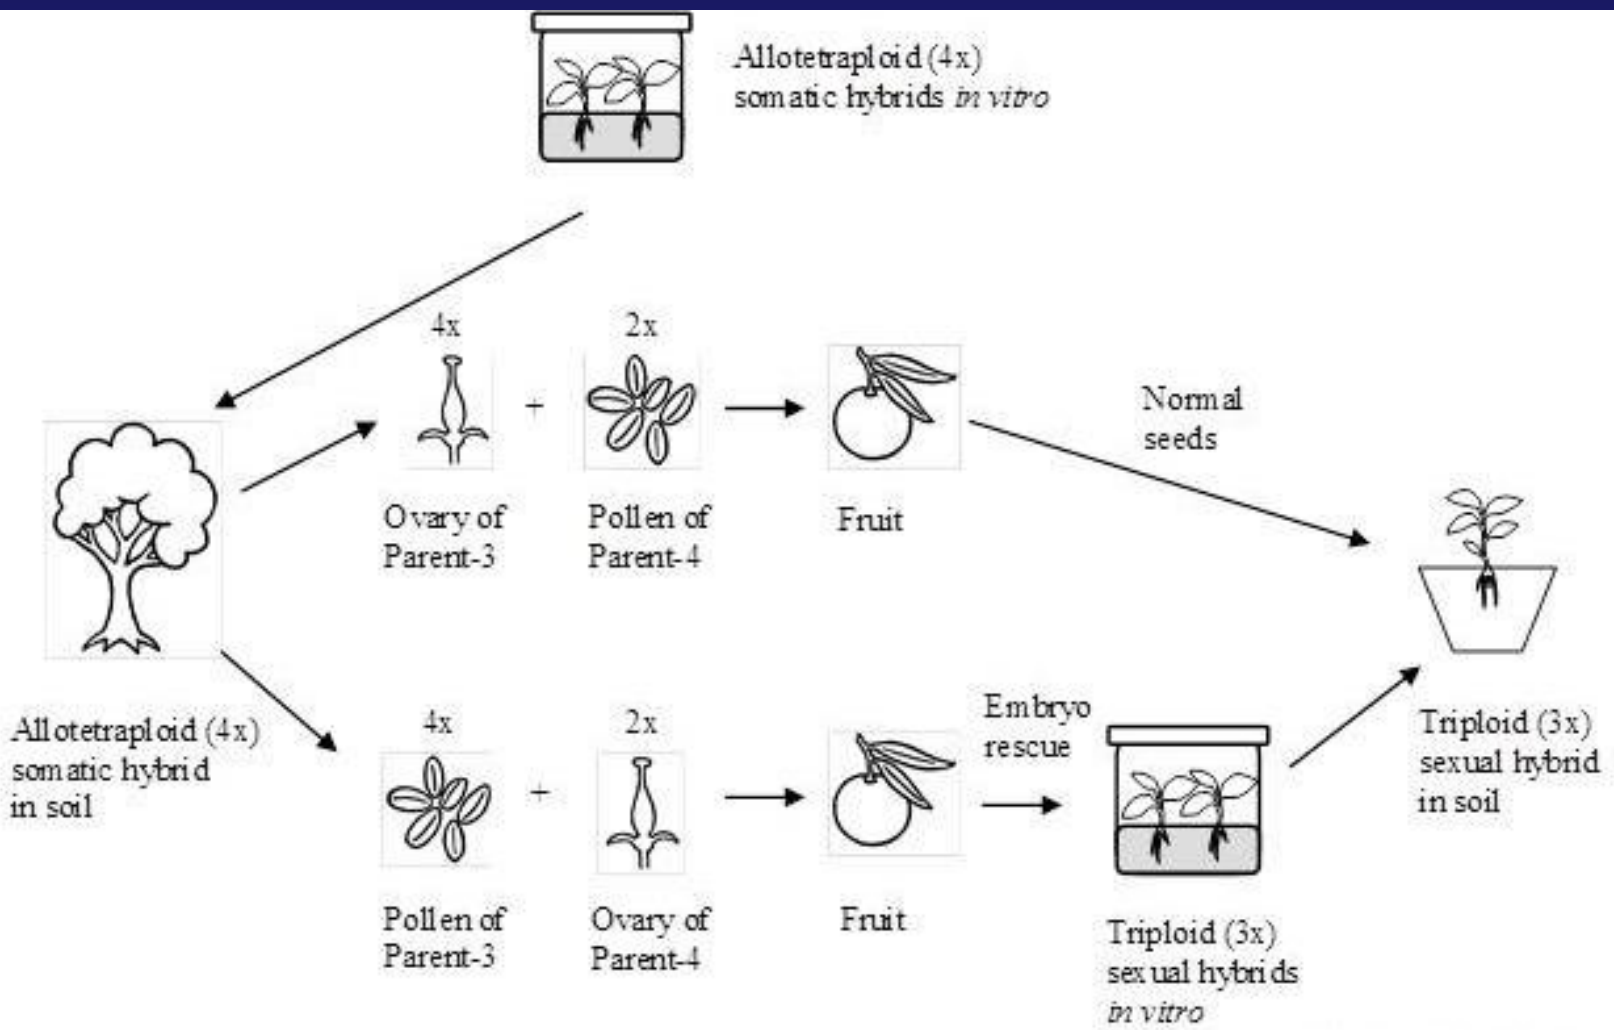 Allotetraploid (4x)
somatic hybrids in vitro
4x
2x
+
Normal
seeds
Ovary of
Parent-3
Pollen of
Parent-4
Fruit
Allotetraploid (4x)
somatic hybrid
in soil
4x
2x
+
Embryo
rescue
Triploid (3x)
sexual hybrid
in soil
Pollen of
Parent-3
Ovary of
Parent-4
Fruit
Triploid (3x)
sexual hybrids
in vitro